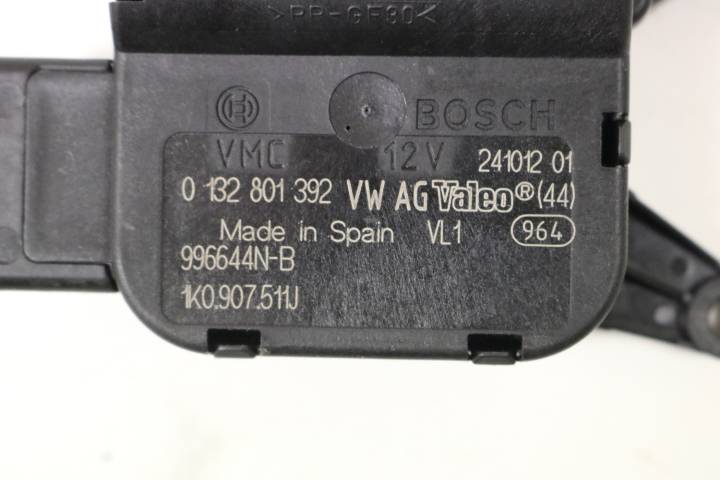 >PP-GF30<
BOSCH
VMC 12V 241012 01
0 132 801 392 VW AG Valeo® (44)
Made in Spain VL1 964
996644N-B
1K0.907.511J